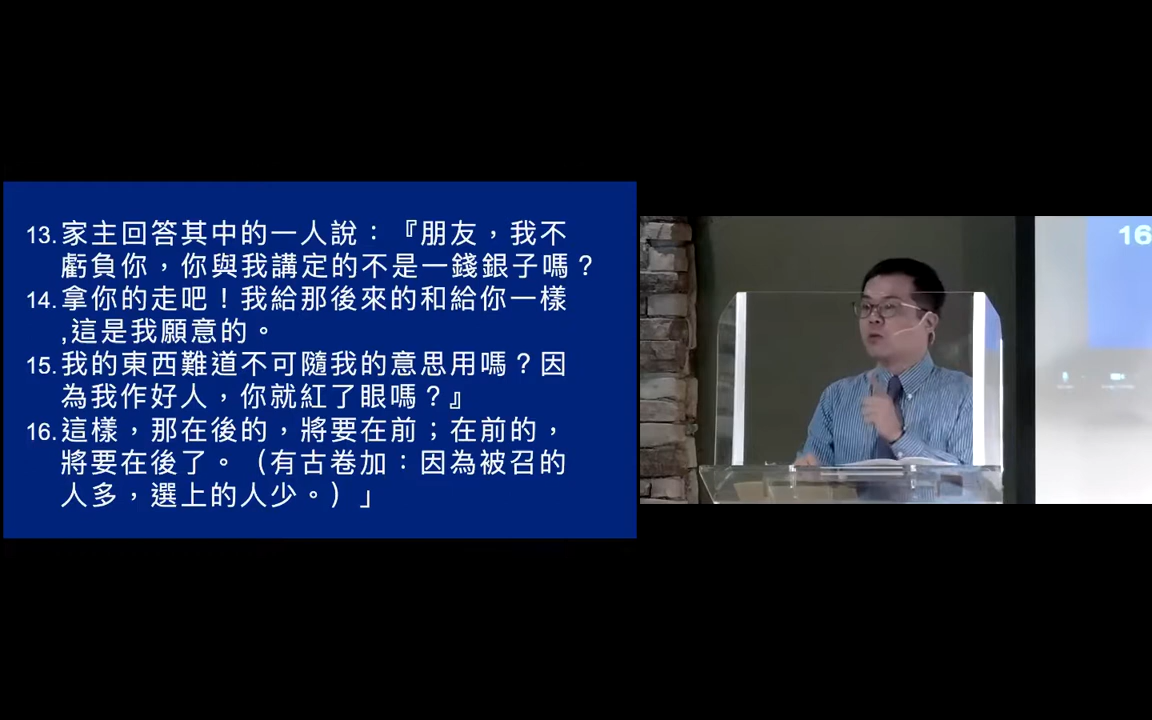 13.家主回答其中的一人說：『朋友，我不
虧負你，你與我講定的不是一錢銀子嗎？
14.拿你的走吧！我給那後來的和給你一樣
,這是我願意的。
15.我的東西難道不可隨我的意思用嗎？因
為我作好人，你就紅了眼嗎？』
16.這樣，那在後的，將要在前；在前的，
將要在後了。（有古卷加：因為被召的
人多，選上的人少。）」
16